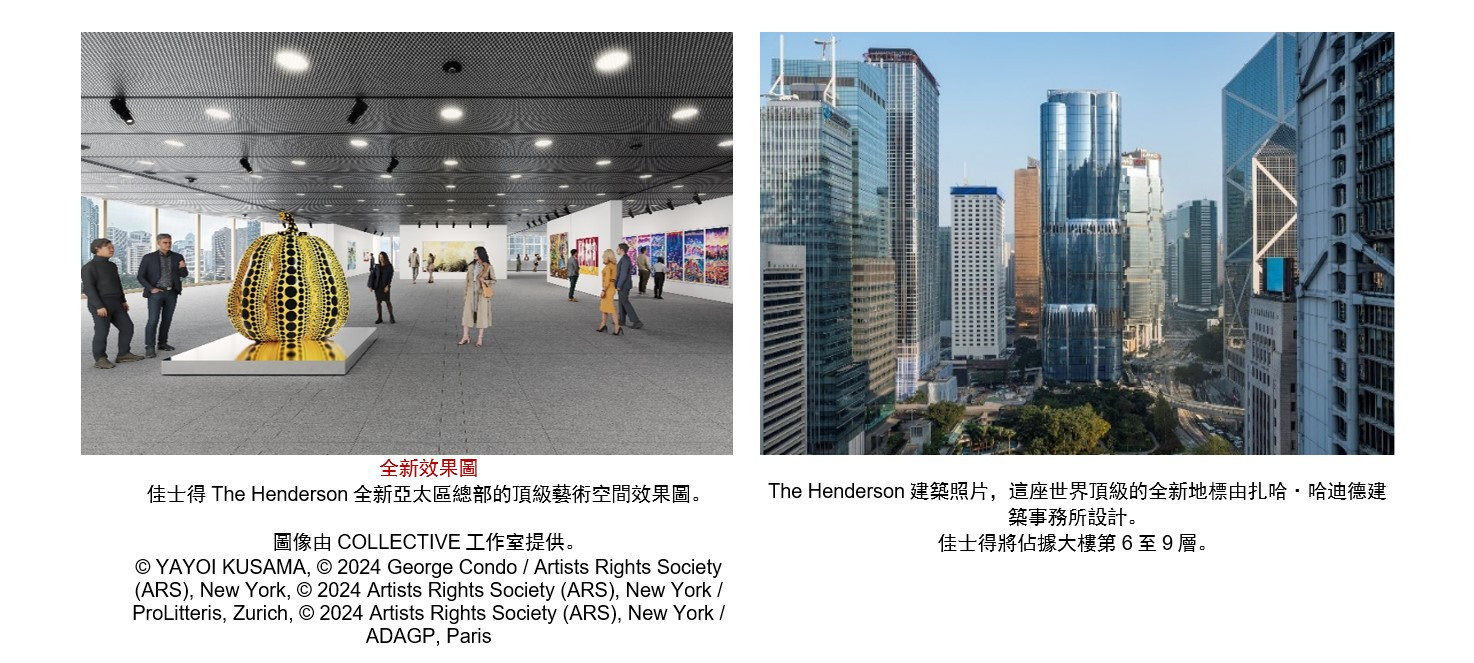 全新效果圖
佳士得 The Henderson 全新亞太區總部的頂級藝術空間效果圖。
圖像由 COLLECTIVE 工作室提供。
© YAYOI KUSAMA, © 2024 George Condo / Artists Rights Society
(ARS), New York, © 2024 Artists Rights Society (ARS), New York /
ProLitteris, Zurich, © 2024 Artists Rights Society (ARS), New York /
ADAGP, Paris
The Henderson 建築照片，這座世界頂級的全新地標由扎哈・哈迪德建
築事務所設計。
佳士得將佔據大樓第 6 至 9 層。